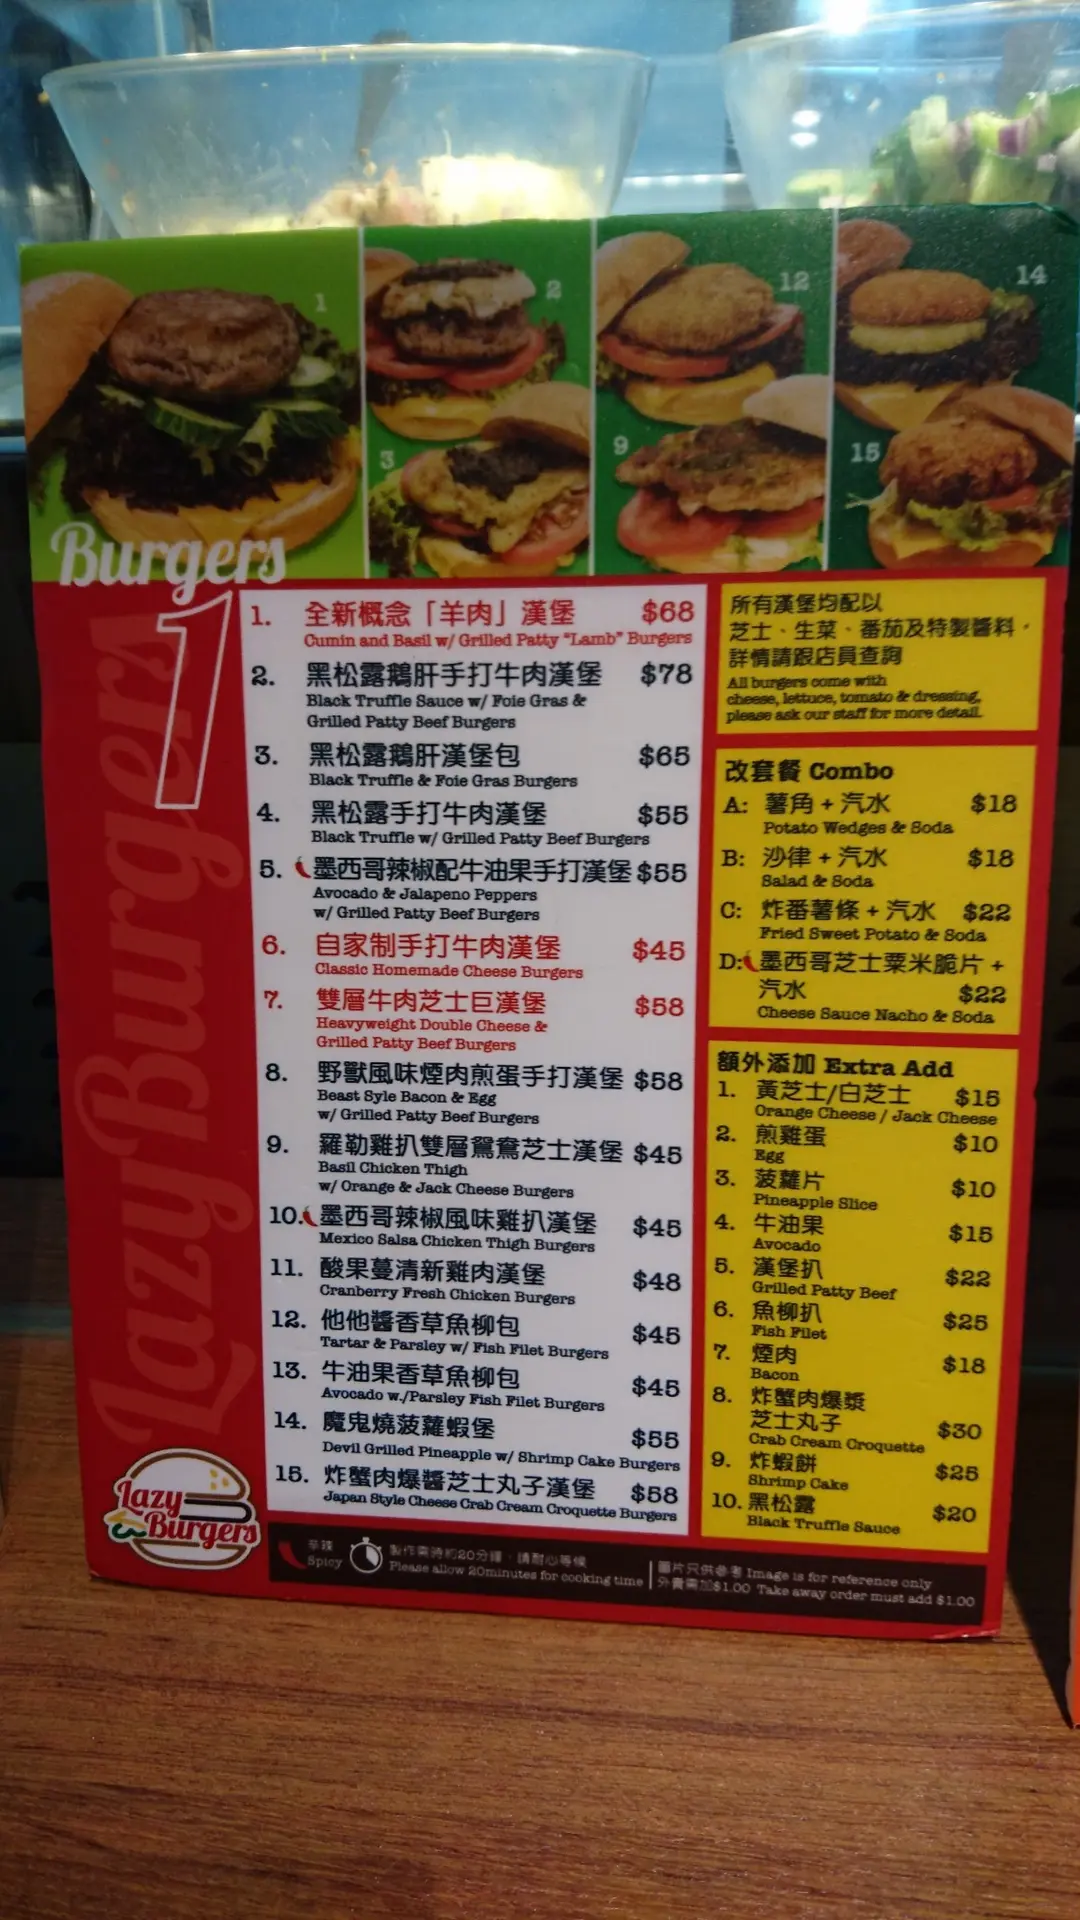 1
2
12
14
3
9
15
Burgers
1
Lazy Burgers
1. 全新概念「羊肉」漢堡 $68
Cumin and Basil w/ Grilled Patty “Lamb” Burgers
2. 黑松露鵝肝手打牛肉漢堡 $78
Black Truffle Sauce w/ Foie Gras &
Grilled Patty Beef Burgers
3. 黑松露鵝肝漢堡包 $65
Black Truffle & Foie Gras Burgers
4. 黑松露手打牛肉漢堡 $55
Black Truffle w/ Grilled Patty Beef Burgers
5. 墨西哥辣椒配牛油果手打漢堡 $55
Avocado & Jalapeno Peppers
w/ Grilled Patty Beef Burgers
6. 自家制手打牛肉漢堡 $45
Classic Homemade Cheese Burgers
7. 雙層牛肉芝士巨漢堡 $58
Heavyweight Double Cheese &
Grilled Patty Beef Burgers
8. 野獸風味煙肉煎蛋手打漢堡 $58
Beast Syle Bacon & Egg
w/ Grilled Patty Beef Burgers
9. 羅勒雞扒雙層鴛鴦芝士漢堡 $45
Basil Chicken Thigh
w/ Orange & Jack Cheese Burgers
10. 墨西哥辣椒風味雞扒漢堡 $45
Mexico Salsa Chicken Thigh Burgers
11. 酸果蔓清新雞肉漢堡 $48
Cranberry Fresh Chicken Burgers
12. 他他醬香草魚柳包 $45
Tartar & Parsley w/ Fish Filet Burgers
13. 牛油果香草魚柳包 $45
Avocado w./Parsley Fish Filet Burgers
14. 魔鬼燒菠蘿蝦堡 $55
Devil Grilled Pineapple w/ Shrimp Cake Burgers
15. 炸蟹肉爆醬芝士丸子漢堡 $58
Japan Style Cheese Crab Cream Croquette Burgers
所有漢堡均配以
芝士、生菜、番茄及特製醬料，
詳情請跟店員查詢
All burgers come with
cheese, lettuce, tomato & dressing,
please ask our staff for more detail.
改套餐 Combo
A: 薯角 + 汽水 $18
Potato Wedges & Soda
B: 沙律 + 汽水 $18
Salad & Soda
C: 炸番薯條 + 汽水 $22
Fried Sweet Potato & Soda
D: 墨西哥芝士粟米脆片 +
汽水 $22
Cheese Sauce Nacho & Soda
額外添加 Extra Add
1. 黃芝士/白芝士 $15
Orange Cheese / Jack Cheese
2. 煎雞蛋 $10
Egg
3. 菠蘿片 $10
Pineapple Slice
4. 牛油果 $15
Avocado
5. 漢堡扒 $22
Grilled Patty Beef
6. 魚柳扒 $25
Fish Filet
7. 煙肉 $18
Bacon
8. 炸蟹肉爆漿
芝士丸子 $30
Crab Cream Croquette
9. 炸蝦餅 $25
Shrimp Cake
10. 黑松露 $20
Black Truffle Sauce
Lazy
Burgers
辛辣
Spicy
製作需時約20分鐘，請耐心等候
Please allow 20minutes for cooking time
圖片只供參考 Image is for reference only
外賣需加$1.00 Take away order must add $1.00